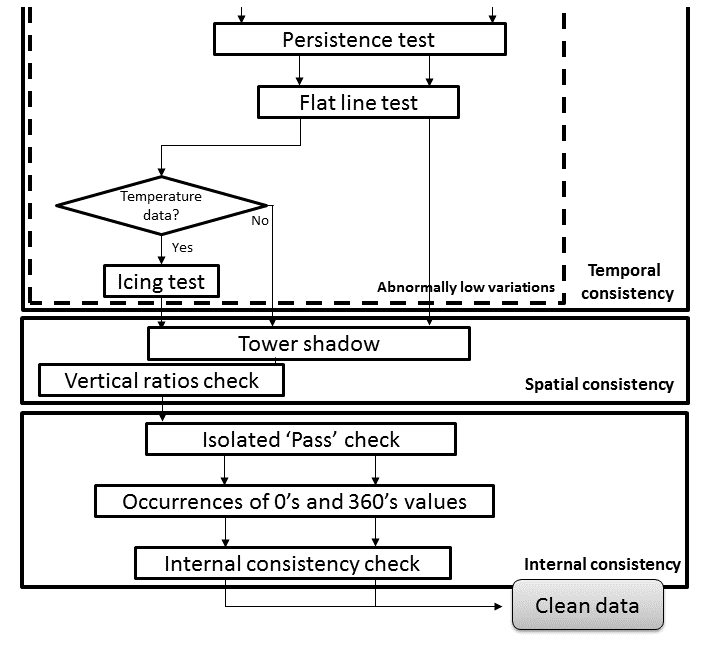 Persistence test
Flat line test
Temperature
data?
No
Yes
Icing test
Abnormally low variations
Temporal
consistency
Tower shadow
Vertical ratios check
Spatial consistency
Isolated ‘Pass’ check
Occurrences of 0’s and 360’s values
Internal consistency check
Internal consistency
Clean data